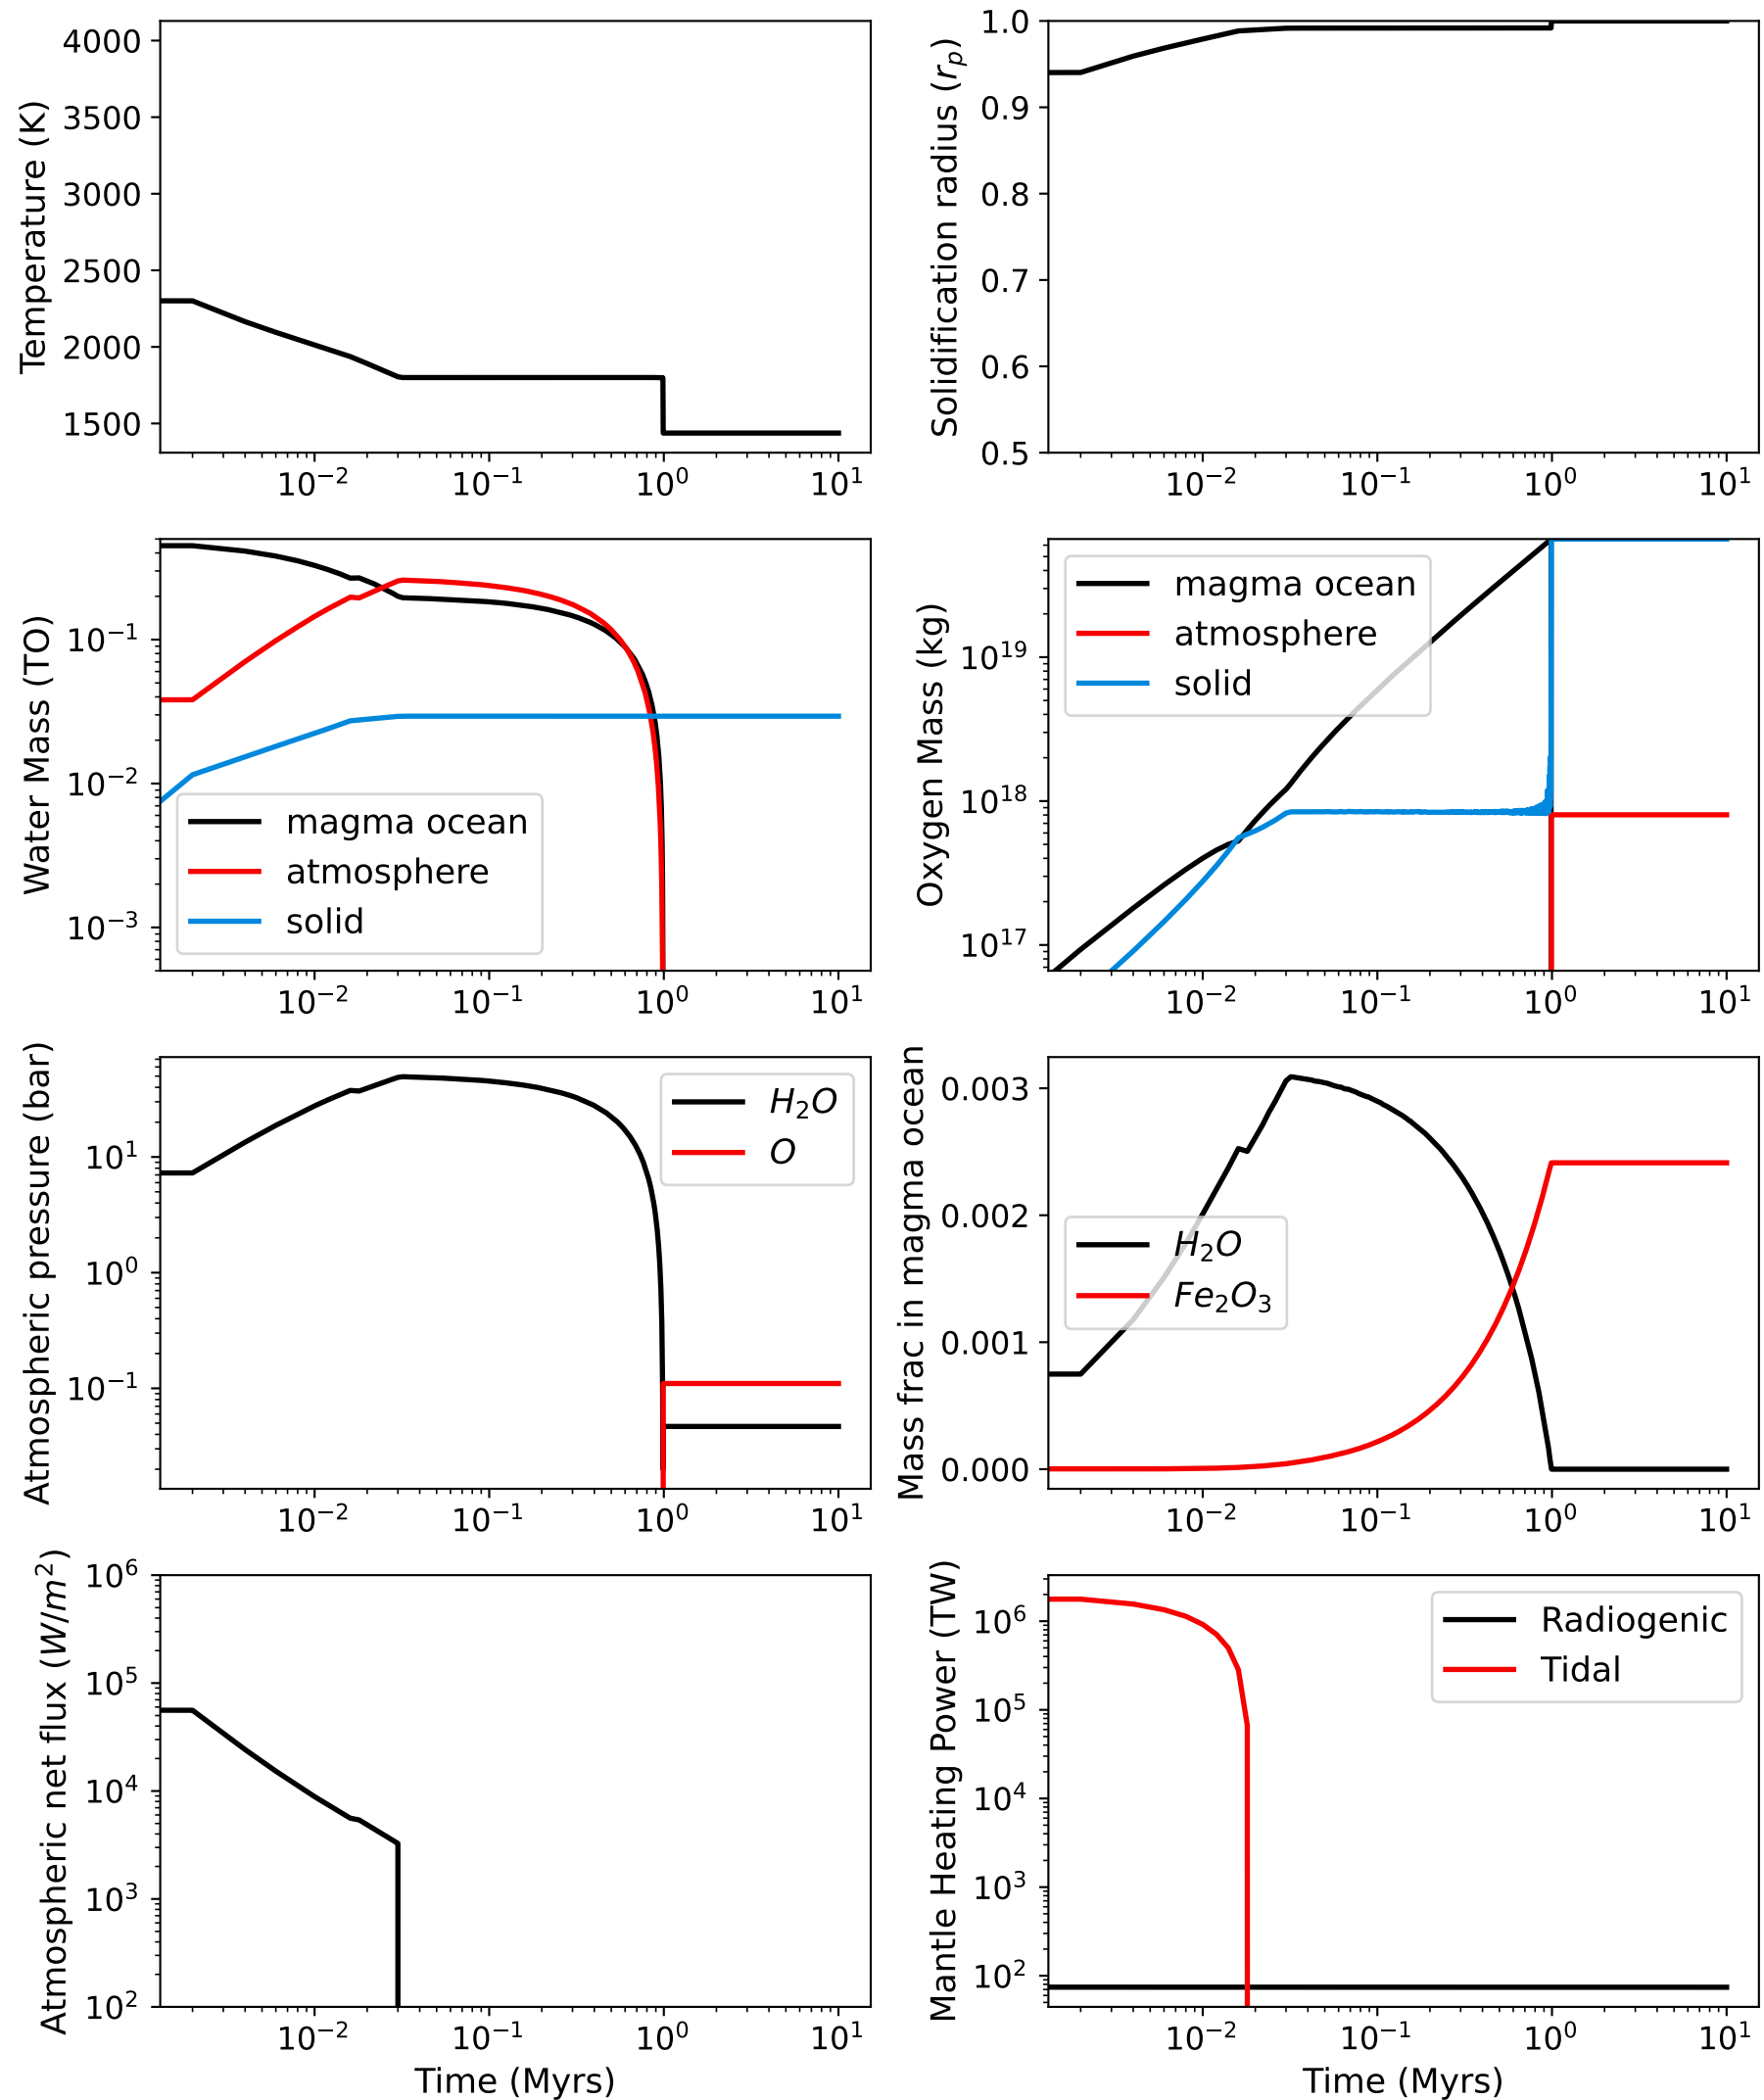 Temperature (K)
4000
3500
3000
2500
2000
1500
10⁻² 10⁻¹ 10⁰ 10¹
Solidification radius (rₚ)
1.0
0.9
0.8
0.7
0.6
0.5
10⁻² 10⁻¹ 10⁰ 10¹
Water Mass (TO)
10⁻¹
10⁻²
10⁻³
magma ocean
atmosphere
solid
10⁻² 10⁻¹ 10⁰ 10¹
Oxygen Mass (kg)
10¹⁹
10¹⁸
10¹⁷
magma ocean
atmosphere
solid
10⁻² 10⁻¹ 10⁰ 10¹
Atmospheric pressure (bar)
10¹
10⁰
10⁻¹
H₂O
O
10⁻² 10⁻¹ 10⁰ 10¹
Mass frac in magma ocean
0.003
0.002
0.001
0.000
H₂O
Fe₂O₃
10⁻² 10⁻¹ 10⁰ 10¹
Atmospheric net flux (W/m²)
10⁶
10⁵
10⁴
10³
10²
10⁻² 10⁻¹ 10⁰ 10¹
Time (Myrs)
Mantle Heating Power (TW)
10⁶
10⁵
10⁴
10³
10²
Radiogenic
Tidal
10⁻² 10⁻¹ 10⁰ 10¹
Time (Myrs)